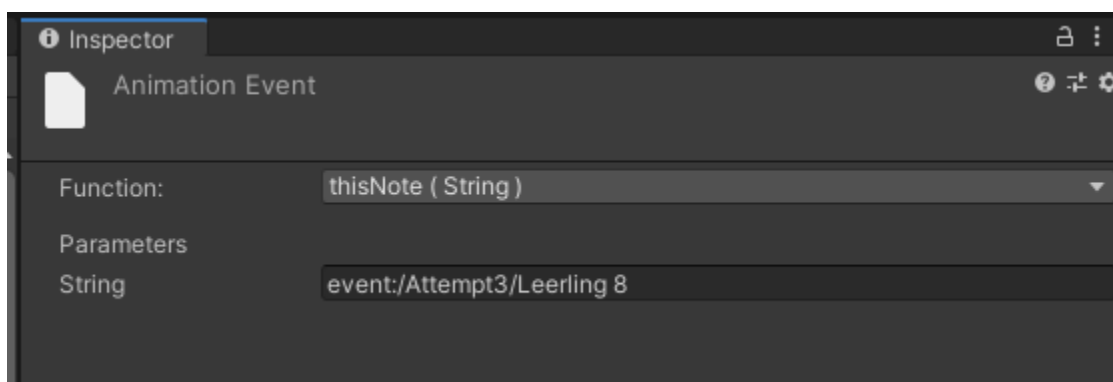 Inspector
Animation Event
Function: thisNote ( String )
Parameters
String event:/Attempt3/Leerling 8